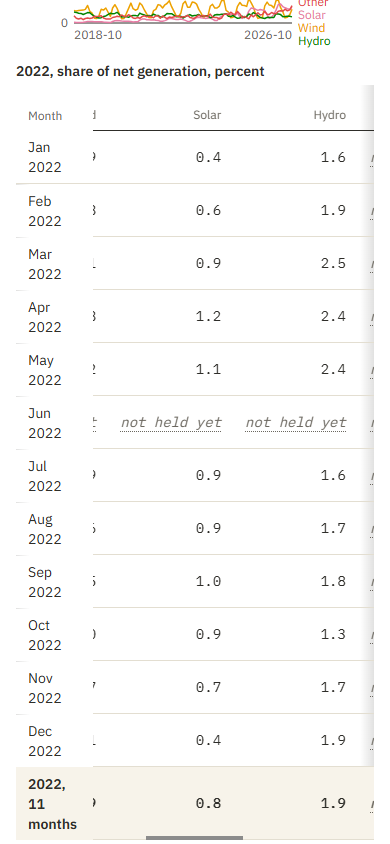 Other
Solar
Wind
Hydro
0
2018-10 2026-10
2022, share of net generation, percent
Month Solar Hydro
Jan 2022 0.4 1.6
Feb 2022 0.6 1.9
Mar 2022 0.9 2.5
Apr 2022 1.2 2.4
May 2022 1.1 2.4
Jun 2022 not held yet not held yet
Jul 2022 0.9 1.6
Aug 2022 0.9 1.7
Sep 2022 1.0 1.8
Oct 2022 0.9 1.3
Nov 2022 0.7 1.7
Dec 2022 0.4 1.9
2022, 11 months 0.8 1.9